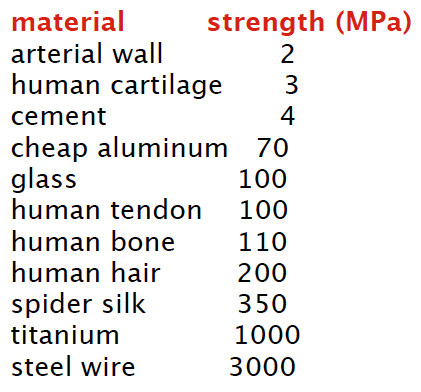 material strength (MPa)
arterial wall 2
human cartilage 3
cement 4
cheap aluminum 70
glass 100
human tendon 100
human bone 110
human hair 200
spider silk 350
titanium 1000
steel wire 3000